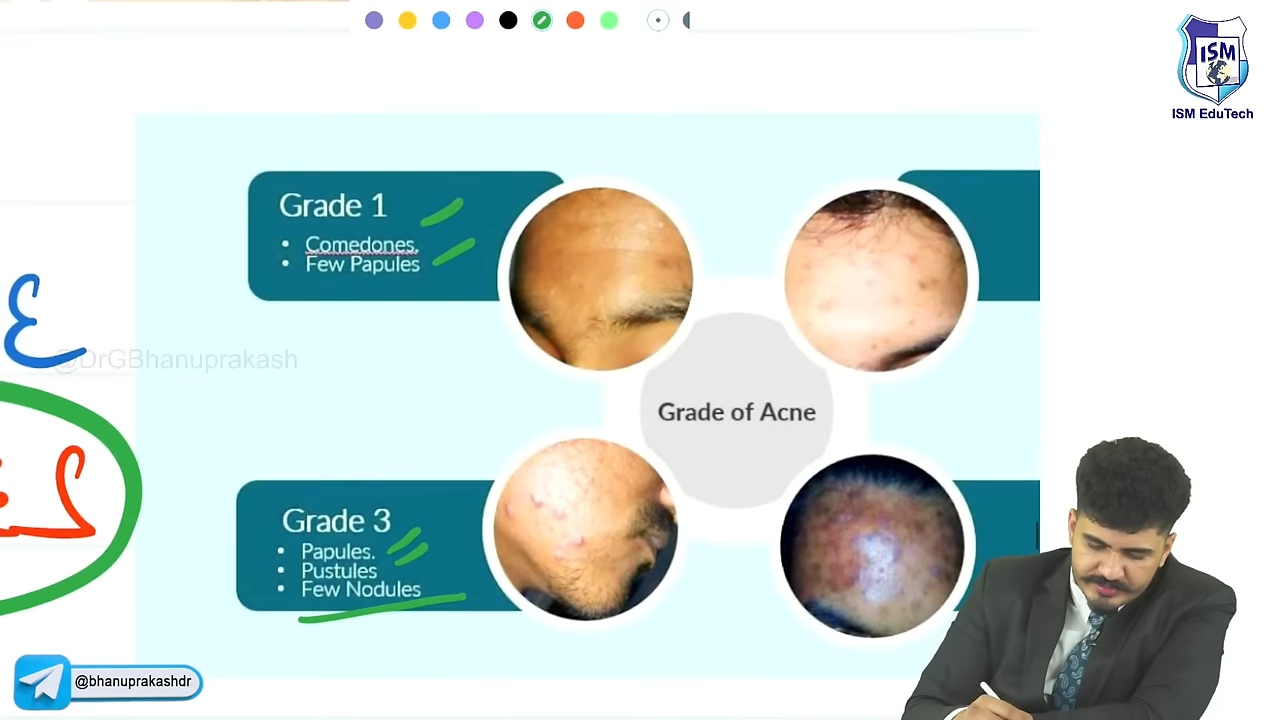 ISM
ISM EduTech
Grade 1
• Comedones.
• Few Papules
@DrGBhanuprakash
Grade of Acne
Grade 3
• Papules.
• Pustules
• Few Nodules
@bhanuprakashdr